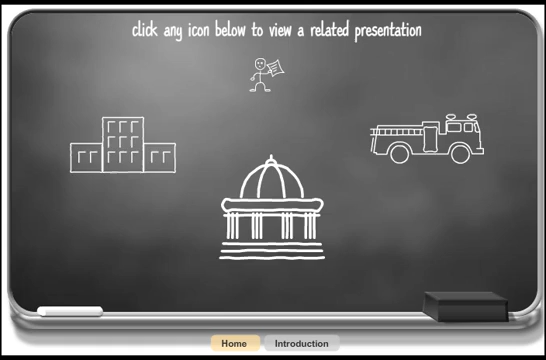 click any icon below to view a related presentation
Home
Introduction